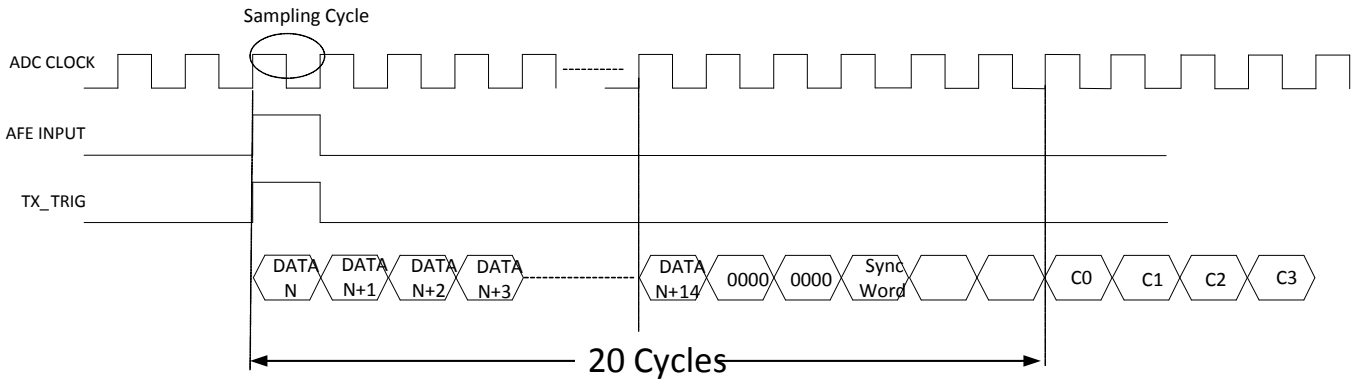 Sampling Cycle
ADC CLOCK
AFE INPUT
TX_TRIG
DATA N
DATA N+1
DATA N+2
DATA N+3
DATA N+14
0000
0000
Sync Word
C0
C1
C2
C3
20 Cycles